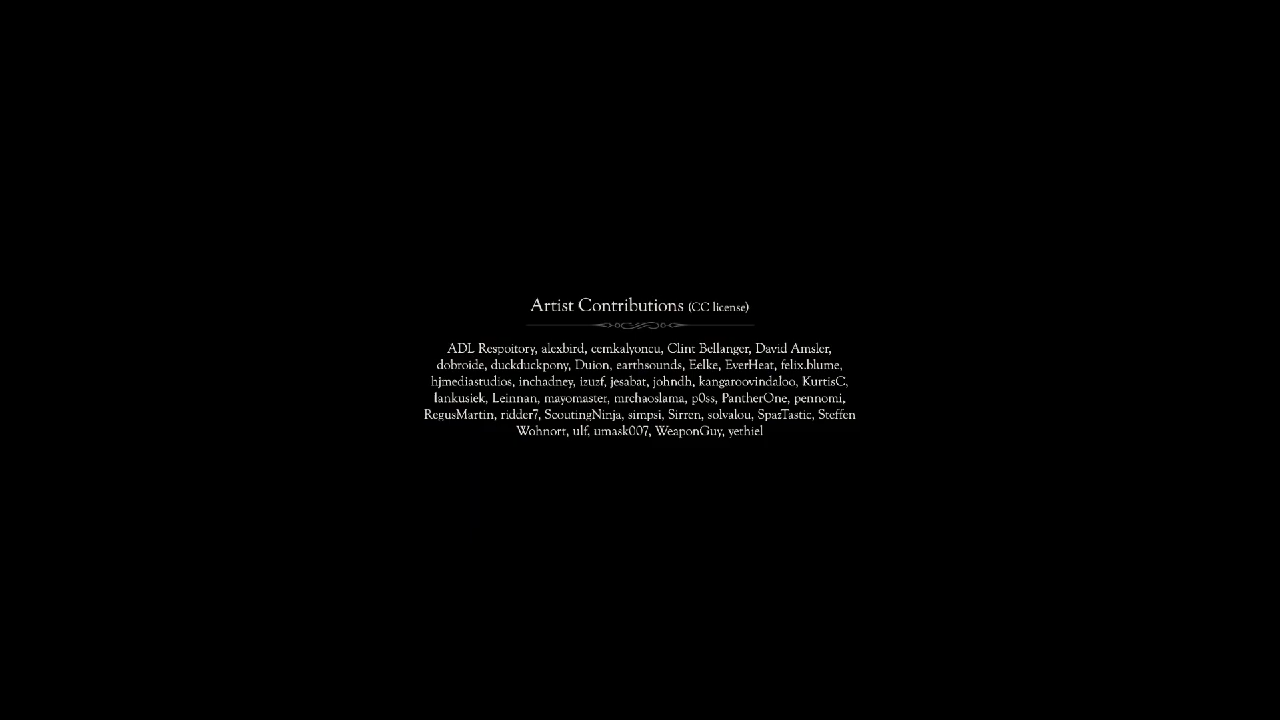 Artist Contributions (CC license)
ADL Respoitory, alexbird, cemkalyoncu, Clint Bellanger, David Amsler,
dobroide, duckduckpony, Duion, earthsounds, Eelke, EverHeat, felix.blume,
hjmediastudios, inchadney, izuzf, jesabat, johndh, kangaroovindaloo, KurtisC,
lankusiek, Leinnan, mayomaster, mrchaoslama, p0ss, PantherOne, pennomi,
RegusMartin, ridder7, ScoutingNinja, simpsi, Sirren, solvalou, SpazTastic, Steffen
Wohnort, ulf, umask007, WeaponGuy, yethiel